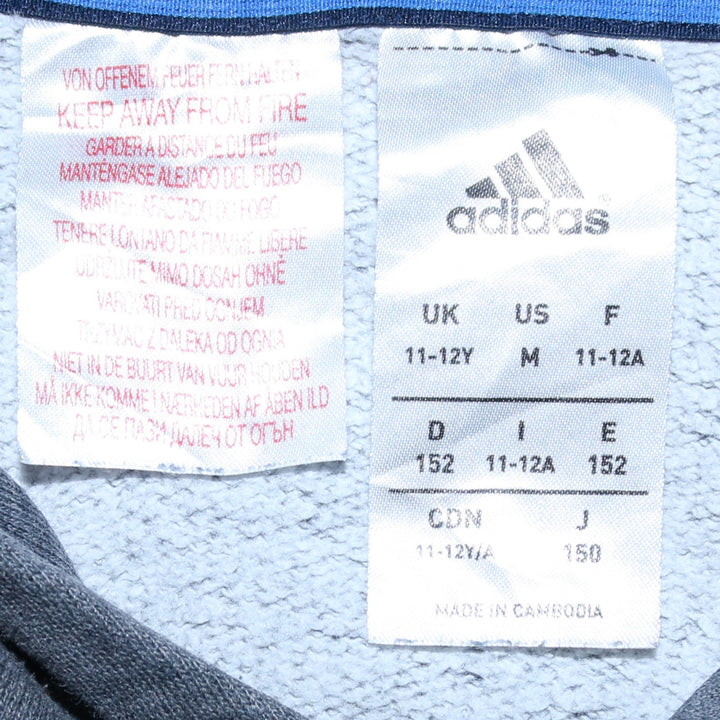 VON OFFENEM FEUER FERN HALTEN
KEEP AWAY FROM FIRE
GARDER A DISTANCE DU FEU
MANTÉNGASE ALEJADO DEL FUEGO
MANTER AFASTADO DO FOGO
TENERE LONTANO DA FIAMME LIBERE
UDRŽUJTE MIMO DOSAH OHNĚ
VAROVATI PRED OGNJEM
TRZYMAĆ Z DALEKA OD OGNIA
NIET IN DE BUURT VAN VUUR HOUDEN
MÅ IKKE KOMME I NÆRHEDEN AF ÅBEN ILD
ДА СЕ ПАЗИ ДАЛЕЧ ОТ ОГЪН
adidas
UK US F
11-12Y M 11-12A
D I E
152 11-12A 152
CDN J
11-12Y/A 150
MADE IN CAMBODIA